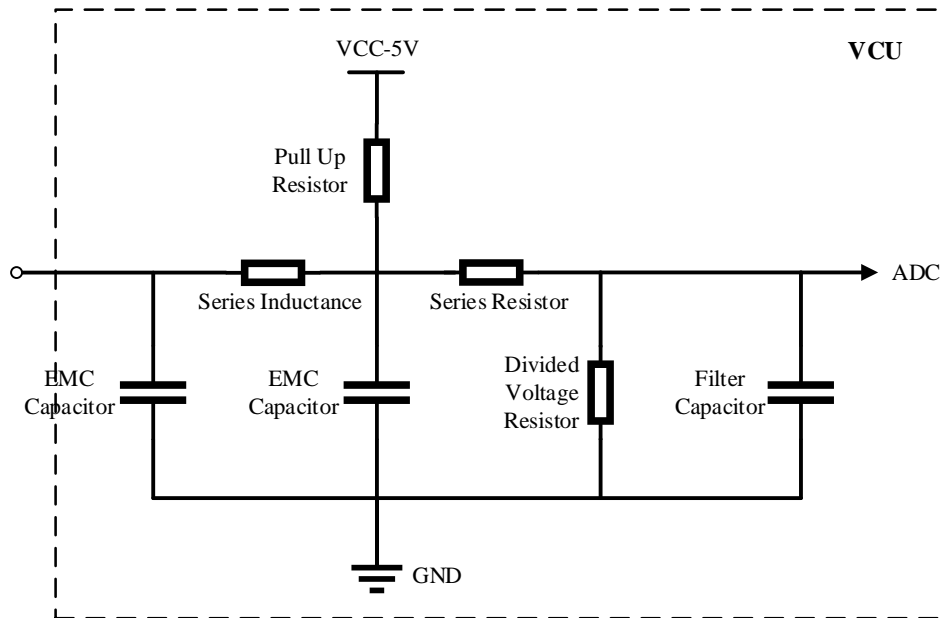 VCC-5V
VCU
Pull Up
Resistor
ADC
Series Inductance
Series Resistor
EMC
Capacitor
EMC
Capacitor
Divided
Voltage
Resistor
Filter
Capacitor
GND